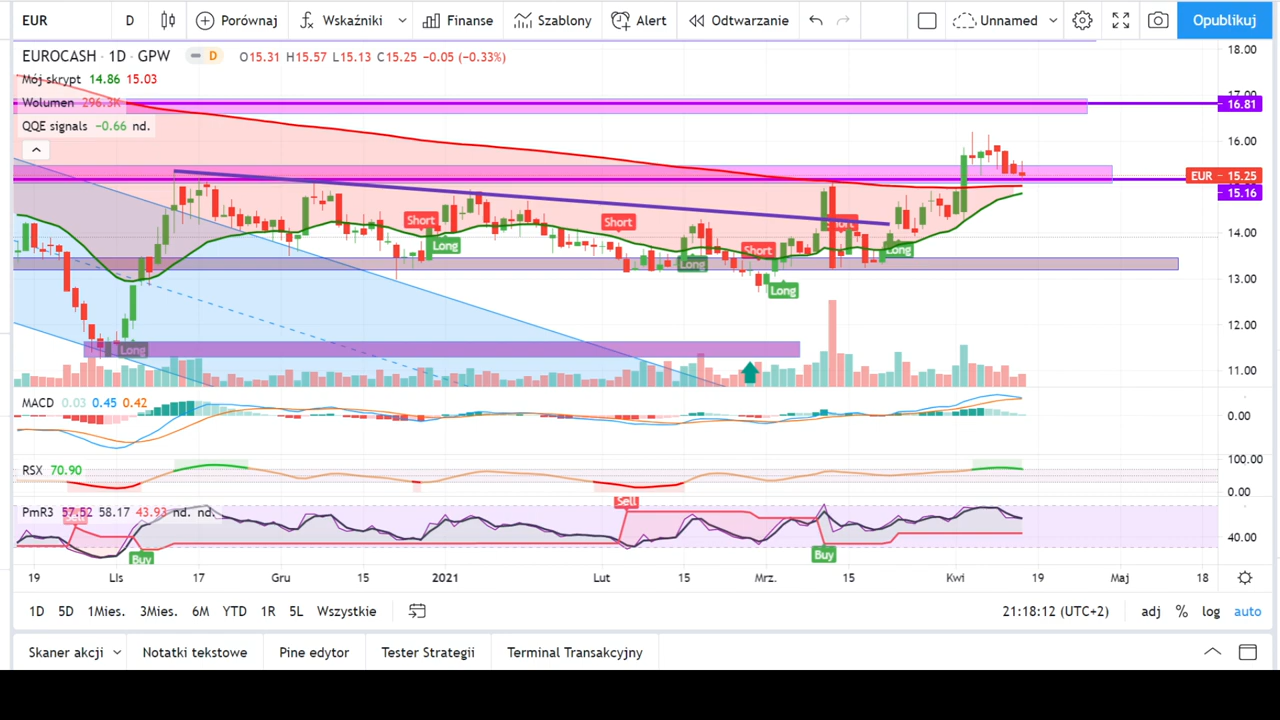 EUR D Porównaj Wskaźniki Finanse Szablony Alert Odtwarzanie Unnamed Opublikuj
EUROCASH · 1D · GPW D O15.31 H15.57 L15.13 C15.25 −0.05 (−0.33%)
18.00
Mój skrypt 14.86 15.03
17.00
Wolumen 296.3K
16.81
QQE signals −0.66 nd.
16.00
EUR 15.25
15.16
Short Short Short Short
14.00
Long Long Long
13.00
Long
12.00
Long
11.00
MACD 0.03 0.45 0.42
0.00
RSX 70.90
100.00
0.00
Sell
PmR3 57.52 58.17 43.93 nd. nd.
Sell
40.00
Buy Buy
19 Lis 17 Gru 15 2021 Lut 15 Mrz. 15 Kwi 19 Maj 18
1D 5D 1Mies. 3Mies. 6M YTD 1R 5L Wszystkie 21:18:12 (UTC+2) adj % log auto
Skaner akcji Notatki tekstowe Pine edytor Tester Strategii Terminal Transakcyjny